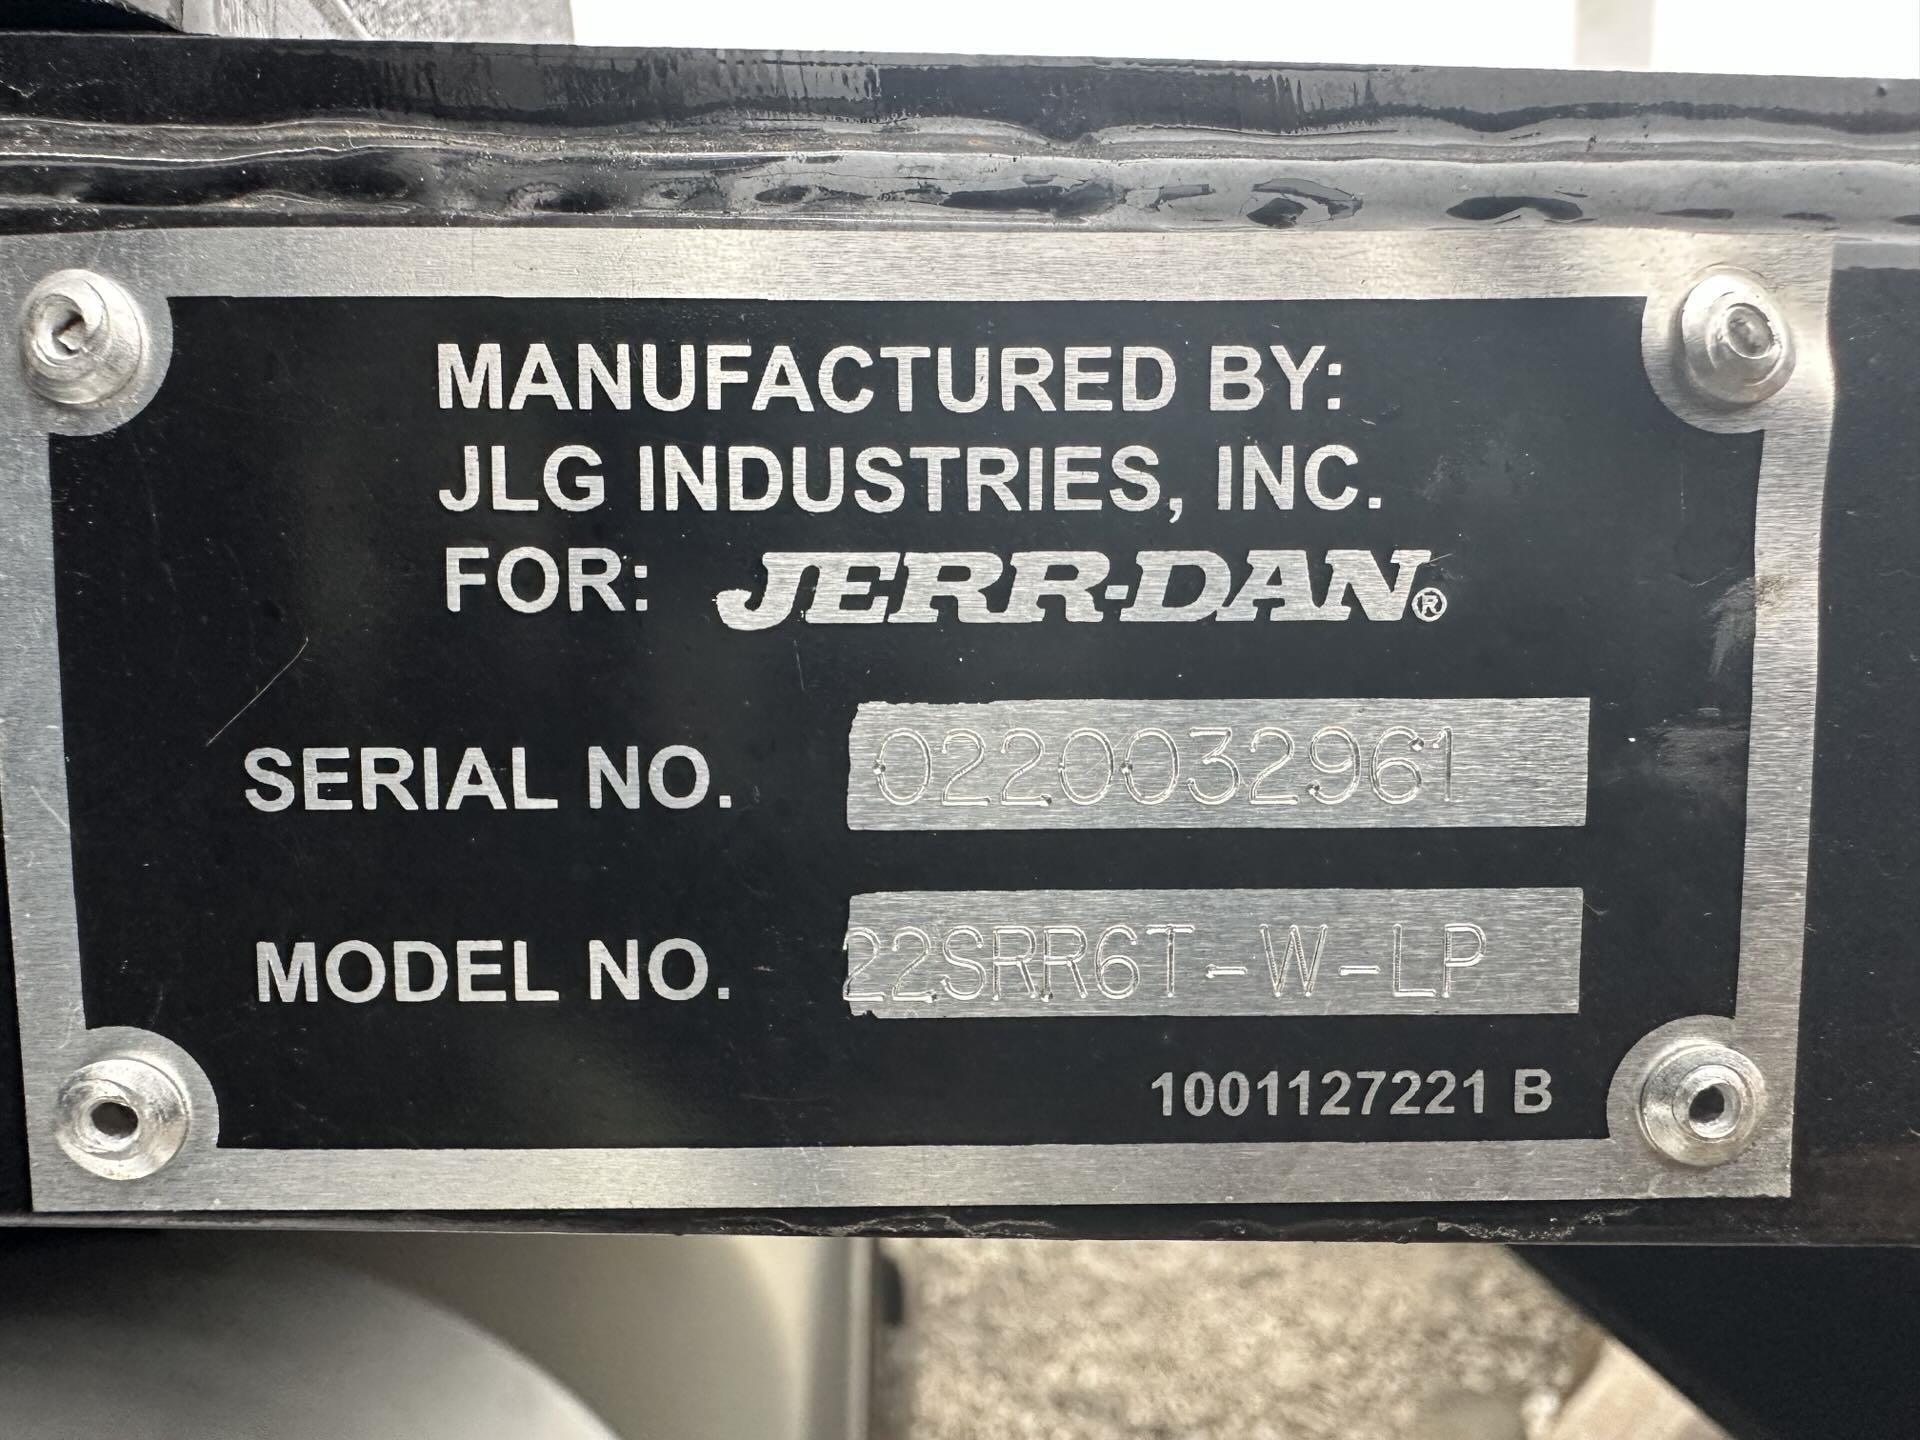 MANUFACTURED BY:
JLG INDUSTRIES, INC.
FOR: JERR-DAN®
SERIAL NO. 0220032961
MODEL NO. 22SRR6T-W-LP
1001127221 B